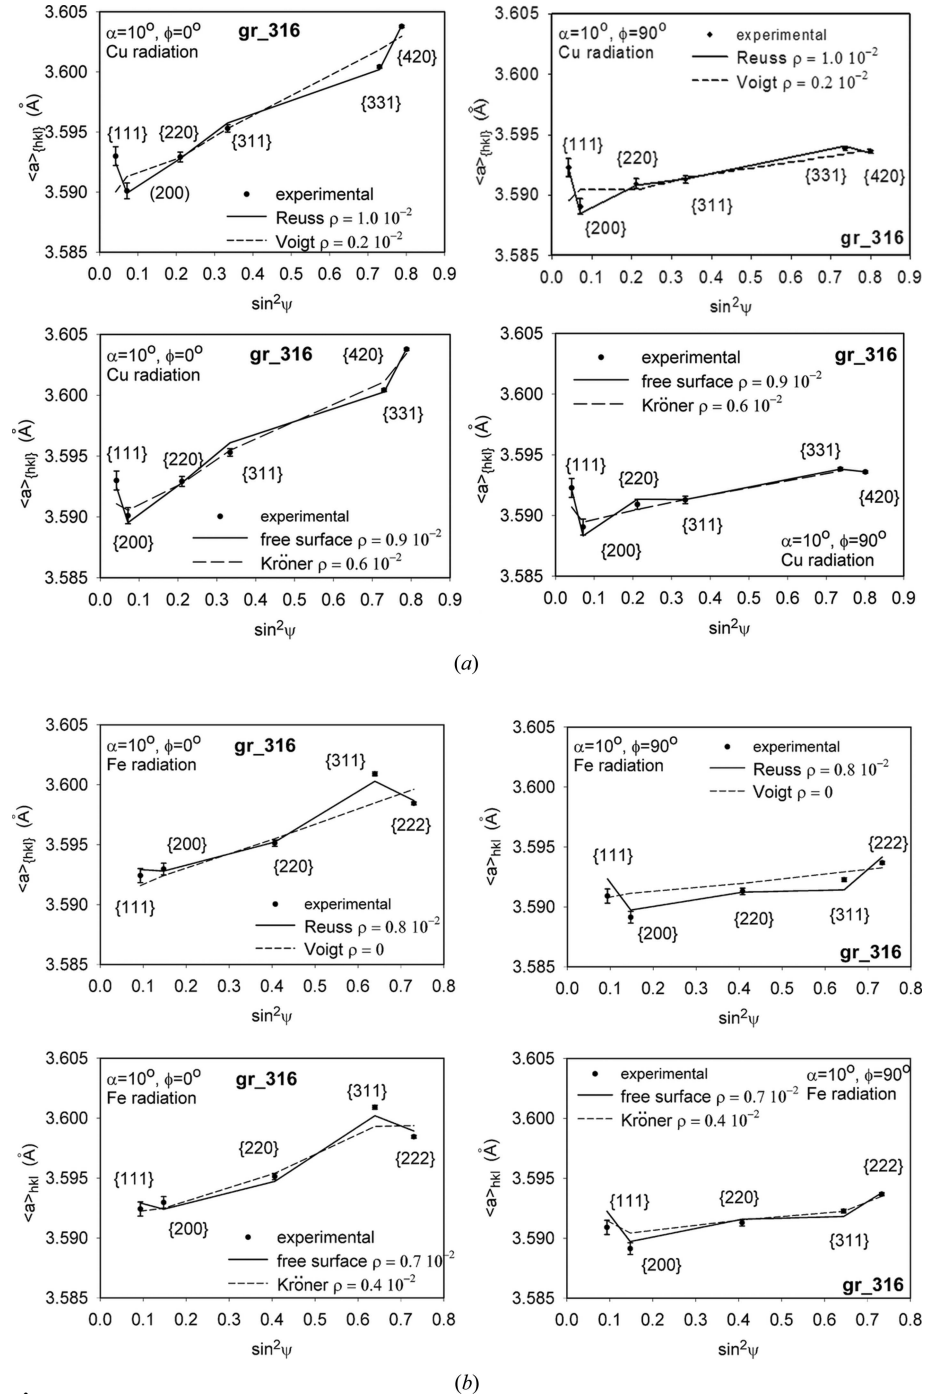 α=10°, ϕ=0° gr_316
Cu radiation
<a>{hkl} (Å)
3.605
3.600
3.595
3.590
3.585
{111}
(200)
{220}
{311}
{331}
{420}
experimental
Reuss ρ = 1.0 10⁻²
Voigt ρ = 0.2 10⁻²
0.0 0.1 0.2 0.3 0.4 0.5 0.6 0.7 0.8 0.9
sin²ψ
α=10°, ϕ=90°
Cu radiation
<a>{hkl} (Å)
3.605
3.600
3.595
3.590
3.585
experimental
Reuss ρ = 1.0 10⁻²
Voigt ρ = 0.2 10⁻²
{111}
{200}
{220}
{311}
{331}
{420}
gr_316
0.0 0.1 0.2 0.3 0.4 0.5 0.6 0.7 0.8 0.9
sin²ψ
α=10°, ϕ=0° gr_316
Cu radiation
<a>{hkl} (Å)
3.605
3.600
3.595
3.590
3.585
{111}
{200}
{220}
{311}
{331}
{420}
experimental
free surface ρ = 0.9 10⁻²
Kröner ρ = 0.6 10⁻²
0.0 0.1 0.2 0.3 0.4 0.5 0.6 0.7 0.8 0.9
sin²ψ
<a>{hkl} (Å)
3.605
3.600
3.595
3.590
3.585
experimental gr_316
free surface ρ = 0.9 10⁻²
Kröner ρ = 0.6 10⁻²
{111}
{200}
{220}
{311}
{331}
{420}
α=10°, ϕ=90°
Cu radiation
0.0 0.1 0.2 0.3 0.4 0.5 0.6 0.7 0.8 0.9
sin²ψ
(a)
α=10°, ϕ=0° gr_316
Fe radiation
<a>{hkl} (Å)
3.605
3.600
3.595
3.590
3.585
{111}
{200}
{220}
{311}
{222}
experimental
Reuss ρ = 0.8 10⁻²
Voigt ρ = 0
0.0 0.1 0.2 0.3 0.4 0.5 0.6 0.7 0.8
sin²ψ
α=10°, ϕ=90°
Fe radiation
<a>hkl (Å)
3.605
3.600
3.595
3.590
3.585
experimental
Reuss ρ = 0.8 10⁻²
Voigt ρ = 0
{111}
{200}
{220}
{311}
{222}
gr_316
0.0 0.1 0.2 0.3 0.4 0.5 0.6 0.7 0.8
sin²ψ
α=10°, ϕ=0° gr_316
Fe radiation
<a>hkl (Å)
3.605
3.600
3.595
3.590
3.585
{111}
{200}
{220}
{311}
{222}
experimental
free surface ρ = 0.7 10⁻²
Kröner ρ = 0.4 10⁻²
0.0 0.1 0.2 0.3 0.4 0.5 0.6 0.7 0.8
sin²ψ
<a>hkl (Å)
3.605
3.600
3.595
3.590
3.585
experimental α=10°, ϕ=90°
free surface ρ = 0.7 10⁻² Fe radiation
Kröner ρ = 0.4 10⁻²
{111}
{200}
{220}
{311}
{222}
gr_316
0.0 0.1 0.2 0.3 0.4 0.5 0.6 0.7 0.8
sin²ψ
(b)